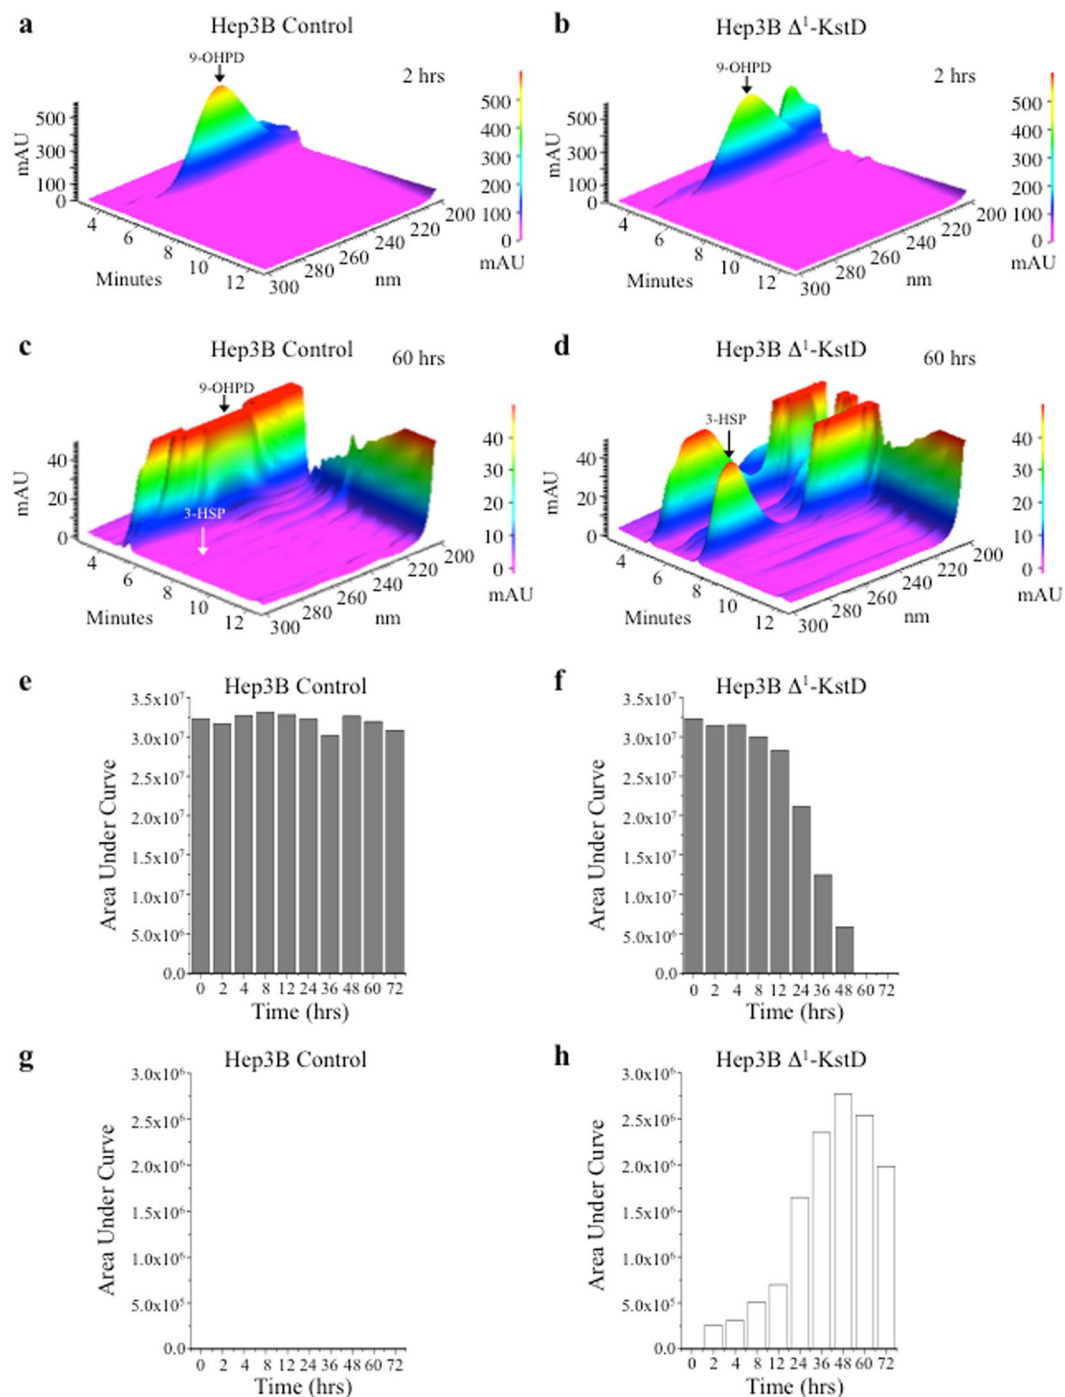 a Hep3B Control b Hep3B Δ¹-KstD
9-OHPD 2 hrs 9-OHPD 2 hrs
500 300 100 0 mAU 500 400 300 200 100 0 mAU 500 300 100 0 mAU 500 400 300 200 100 0 mAU
4 6 8 10 12 Minutes 300 280 260 240 220 200 nm 4 6 8 10 12 Minutes 300 280 260 240 220 200 nm
c Hep3B Control d Hep3B Δ¹-KstD
9-OHPD 60 hrs 3-HSP 60 hrs
3-HSP
40 20 0 mAU 40 30 20 10 0 mAU 40 20 0 mAU 40 30 20 10 0 mAU
4 6 8 10 12 Minutes 300 280 260 240 220 200 nm 4 6 8 10 12 Minutes 300 280 260 240 220 200 nm
e Hep3B Control f Hep3B Δ¹-KstD
3.5x10⁷ 3.5x10⁷
3.0x10⁷ 3.0x10⁷
2.5x10⁷ 2.5x10⁷
2.0x10⁷ 2.0x10⁷
1.5x10⁷ 1.5x10⁷
1.0x10⁷ 1.0x10⁷
5.0x10⁶ 5.0x10⁶
0.0 0.0
Area Under Curve Area Under Curve
0 2 4 8 12 24 36 48 60 72 0 2 4 8 12 24 36 48 60 72
Time (hrs) Time (hrs)
g Hep3B Control h Hep3B Δ¹-KstD
3.0x10⁶ 3.0x10⁶
2.5x10⁶ 2.5x10⁶
2.0x10⁶ 2.0x10⁶
1.5x10⁶ 1.5x10⁶
1.0x10⁶ 1.0x10⁶
5.0x10⁵ 5.0x10⁵
0.0 0.0
Area Under Curve Area Under Curve
0 2 4 8 12 24 36 48 60 72 0 2 4 8 12 24 36 48 60 72
Time (hrs) Time (hrs)